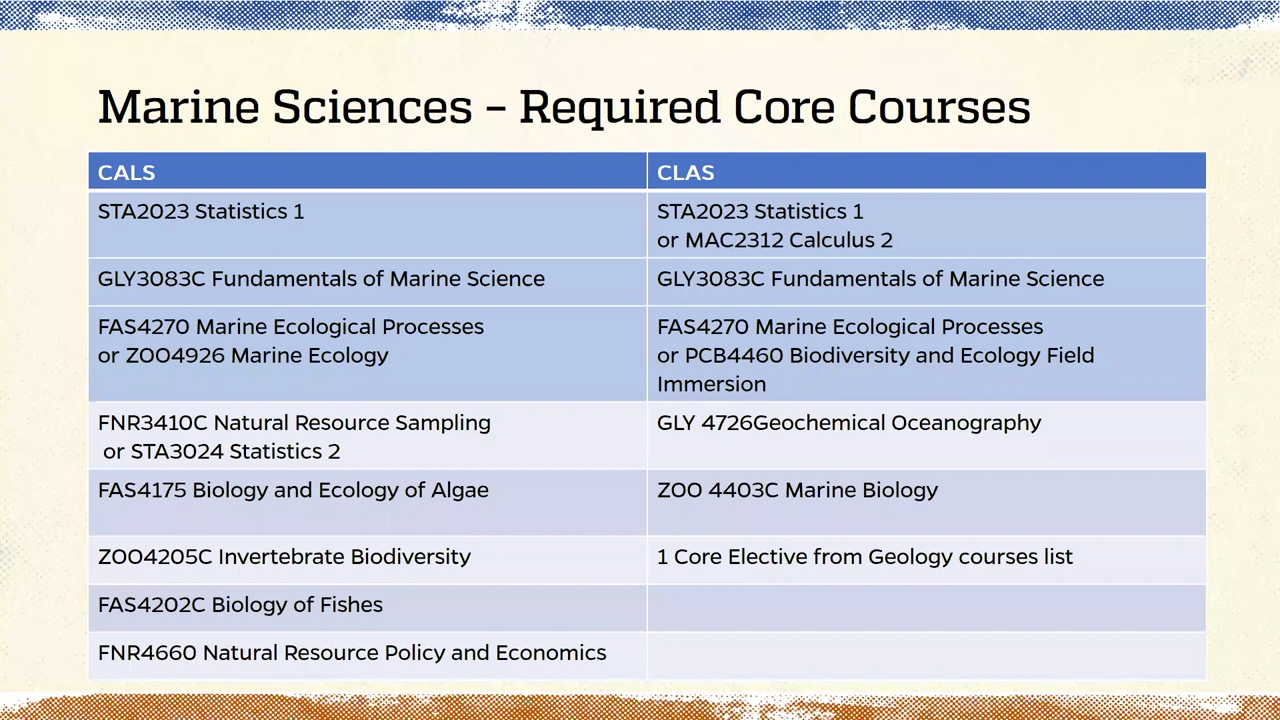 Marine Sciences – Required Core Courses
CALS
CLAS
STA2023 Statistics 1
STA2023 Statistics 1
or MAC2312 Calculus 2
GLY3083C Fundamentals of Marine Science
GLY3083C Fundamentals of Marine Science
FAS4270 Marine Ecological Processes
or ZOO4926 Marine Ecology
FAS4270 Marine Ecological Processes
or PCB4460 Biodiversity and Ecology Field
Immersion
FNR3410C Natural Resource Sampling
or STA3024 Statistics 2
GLY 4726Geochemical Oceanography
FAS4175 Biology and Ecology of Algae
ZOO 4403C Marine Biology
ZOO4205C Invertebrate Biodiversity
1 Core Elective from Geology courses list
FAS4202C Biology of Fishes
FNR4660 Natural Resource Policy and Economics